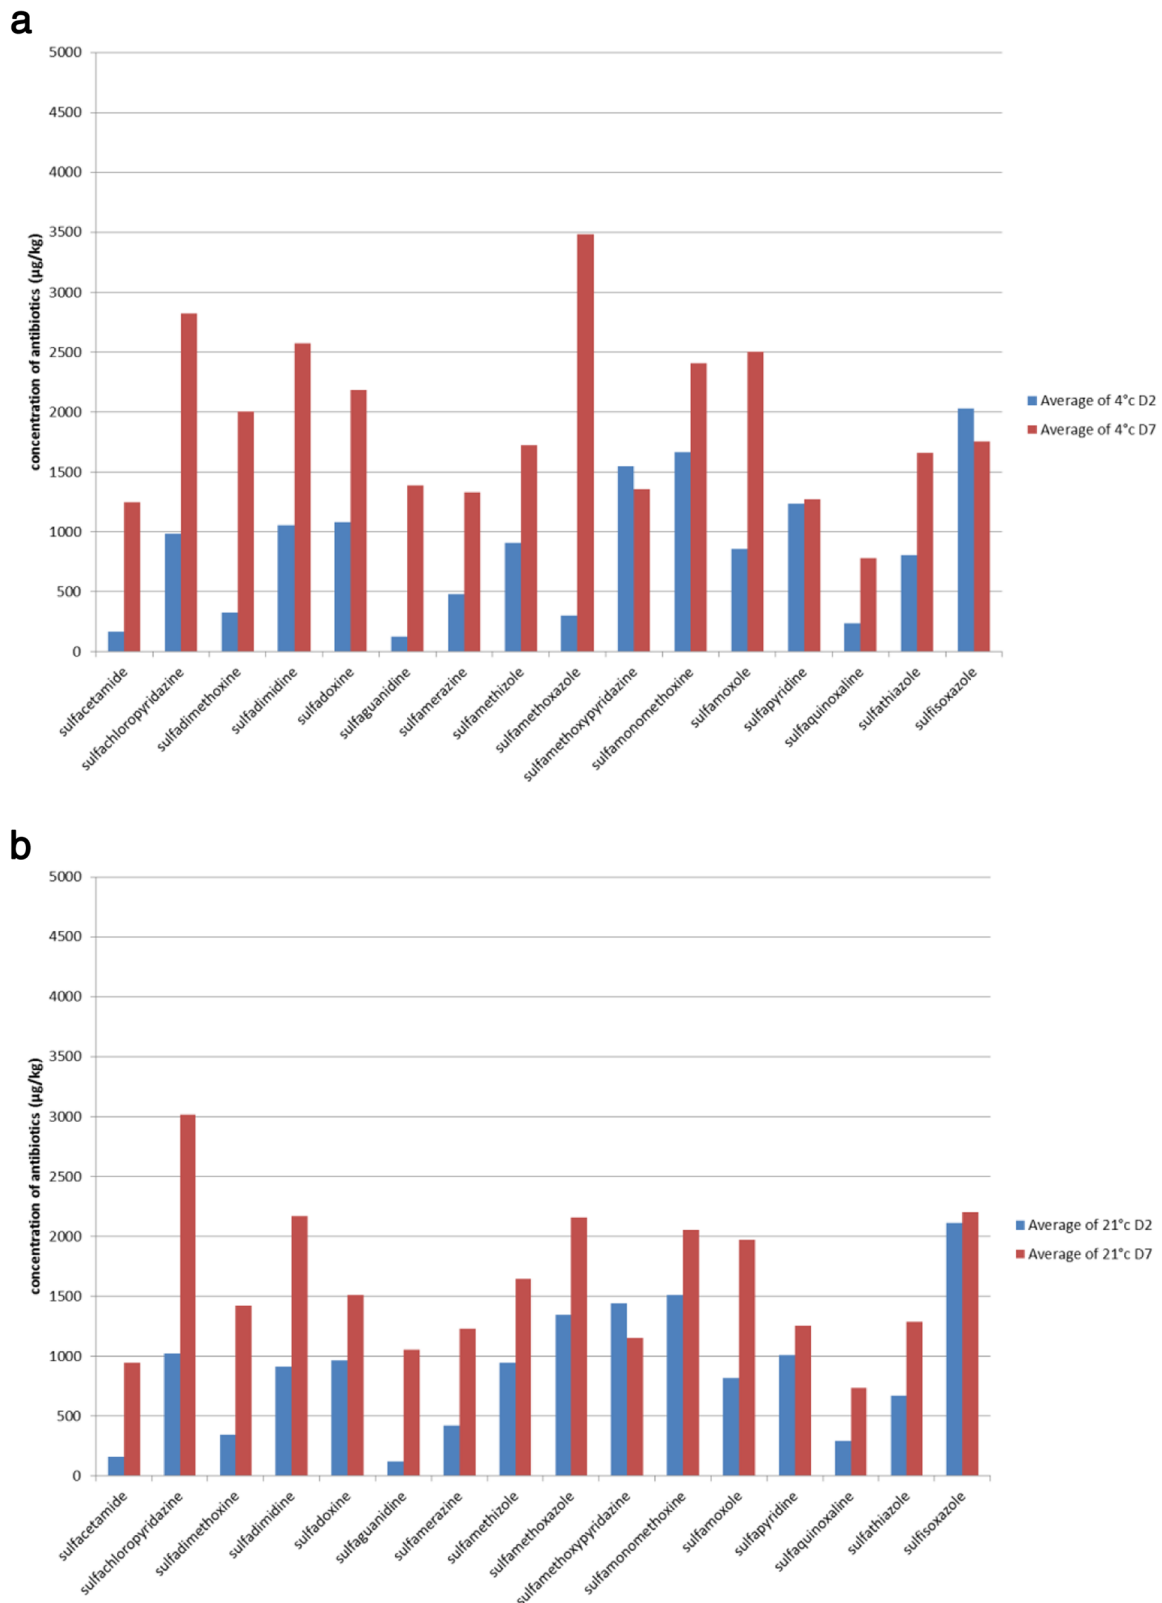 a
5000
4500
4000
3500
3000
2500
2000
1500
1000
500
0
concentration of antibiotics (µg/kg)
sulfacetamide
sulfachloropyridazine
sulfadimethoxine
sulfadimidine
sulfadoxine
sulfaguanidine
sulfamerazine
sulfamethizole
sulfamethoxazole
sulfamethoxypyridazine
sulfamonomethoxine
sulfamoxole
sulfapyridine
sulfaquinoxaline
sulfathiazole
sulfisoxazole
Average of 4°c D2
Average of 4°c D7
b
5000
4500
4000
3500
3000
2500
2000
1500
1000
500
0
concentration of antibiotics (µg/kg)
sulfacetamide
sulfachloropyridazine
sulfadimethoxine
sulfadimidine
sulfadoxine
sulfaguanidine
sulfamerazine
sulfamethizole
sulfamethoxazole
sulfamethoxypyridazine
sulfamonomethoxine
sulfamoxole
sulfapyridine
sulfaquinoxaline
sulfathiazole
sulfisoxazole
Average of 21°c D2
Average of 21°c D7